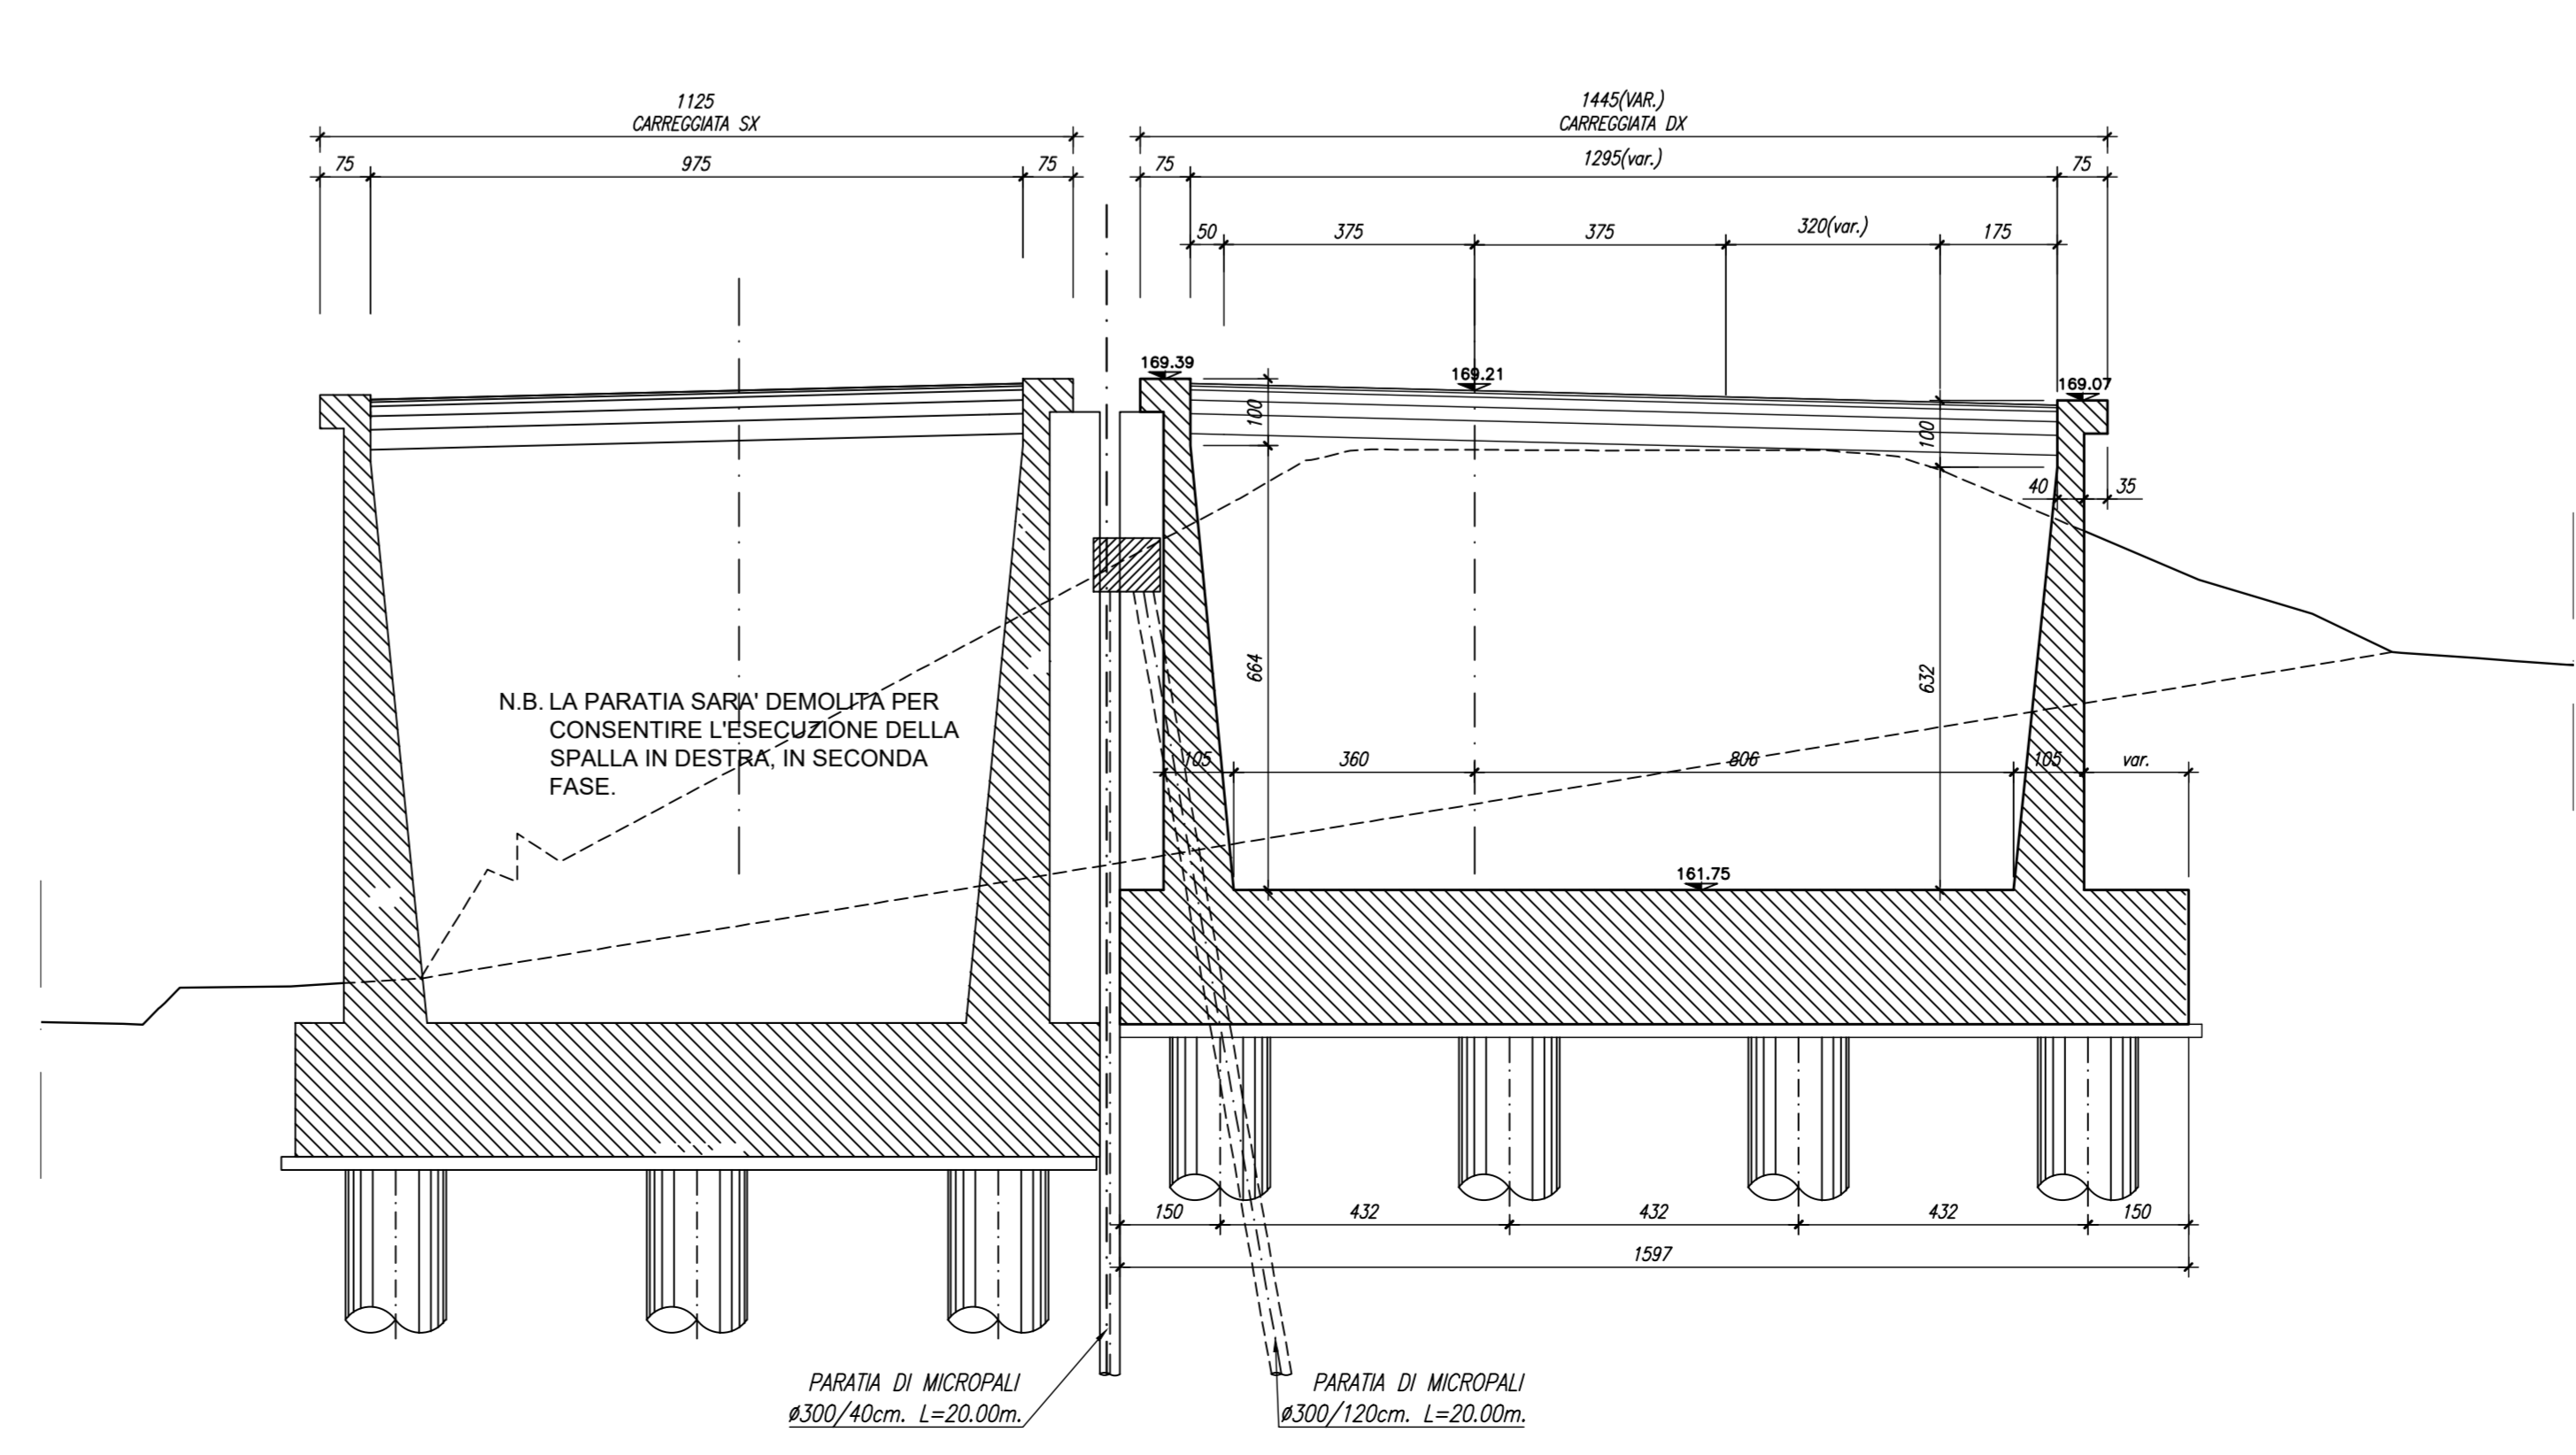 1125
CARREGGIATA SX
1445(VAR.)
CARREGGIATA DX
75
975
75
75
1295(var.)
75
50
375
375
320(var.)
175
169.39
169.21
169.07
100
100
40
35
664
632
N.B. LA PARATIA SARA' DEMOLITA PER
CONSENTIRE L'ESECUZIONE DELLA
SPALLA IN DESTRA, IN SECONDA
FASE.
105
360
806
105
var.
161.75
150
432
432
432
150
1597
PARATIA DI MICROPALI
ø300/40cm. L=20.00m.
PARATIA DI MICROPALI
ø300/120cm. L=20.00m.